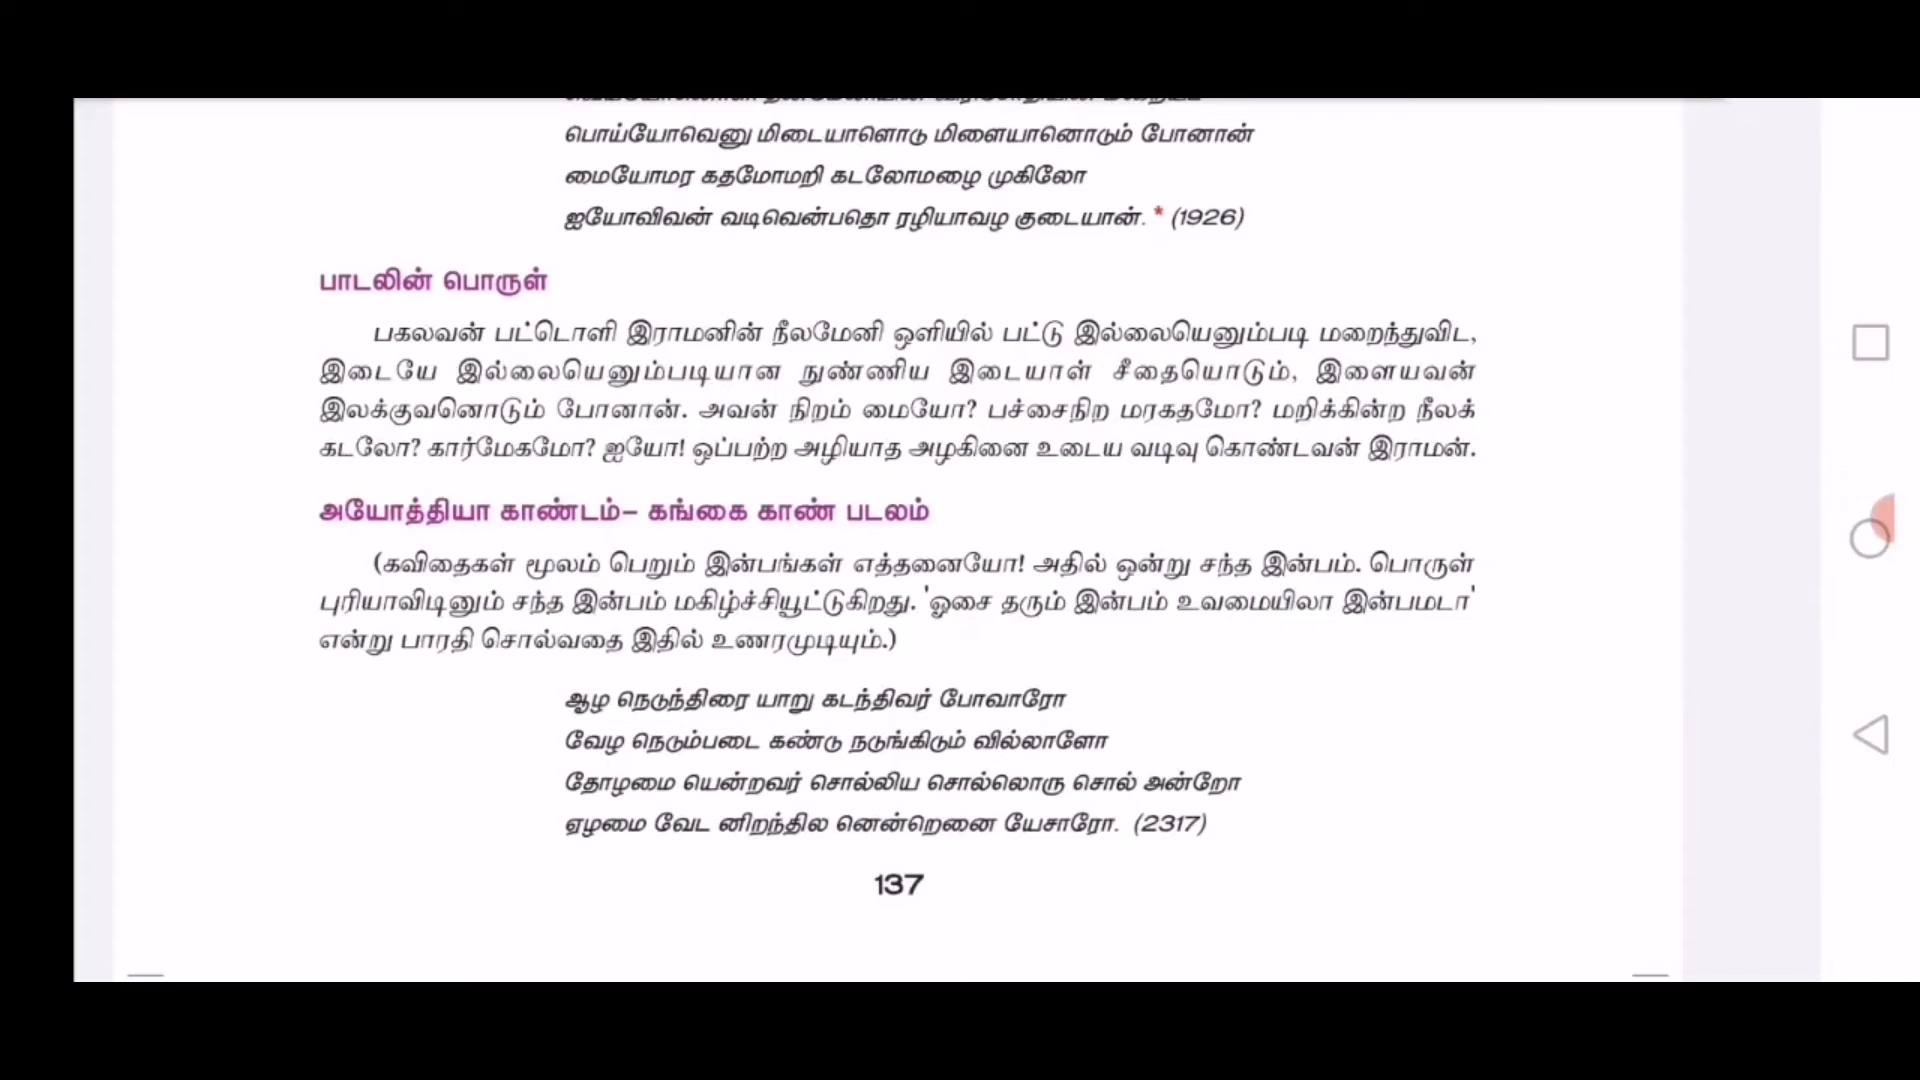 பொய்யோவெனு மிடையாளொடு மிளையானொடும் போனான்
மையோமர கதமோமறி கடலோமழை முகிலோ
ஐயோவிவன் வடிவென்பதொ ரழியாவழ குடையான். * (1926)
பாடலின் பொருள்
பகலவன் பட்டொளி இராமனின் நீலமேனி ஒளியில் பட்டு இல்லையெனும்படி மறைந்துவிட,
இடையே இல்லையெனும்படியான நுண்ணிய இடையாள் சீதையொடும், இளையவன்
இலக்குவனொடும் போனான். அவன் நிறம் மையோ? பச்சைநிற மரகதமோ? மறிக்கின்ற நீலக்
கடலோ? கார்மேகமோ? ஐயோ! ஒப்பற்ற அழியாத அழகினை உடைய வடிவு கொண்டவன் இராமன்.
அயோத்தியா காண்டம்– கங்கை காண் படலம்
(கவிதைகள் மூலம் பெறும் இன்பங்கள் எத்தனையோ! அதில் ஒன்று சந்த இன்பம். பொருள்
புரியாவிடினும் சந்த இன்பம் மகிழ்ச்சியூட்டுகிறது. 'ஓசை தரும் இன்பம் உவமையிலா இன்பமடா'
என்று பாரதி சொல்வதை இதில் உணரமுடியும்.)
ஆழ நெடுந்திரை யாறு கடந்திவர் போவாரோ
வேழ நெடும்படை கண்டு நடுங்கிடும் வில்லாளோ
தோழமை யென்றவர் சொல்லிய சொல்லொரு சொல் அன்றோ
ஏழமை வேட னிறந்தில னென்றெனை யேசாரோ. (2317)
137